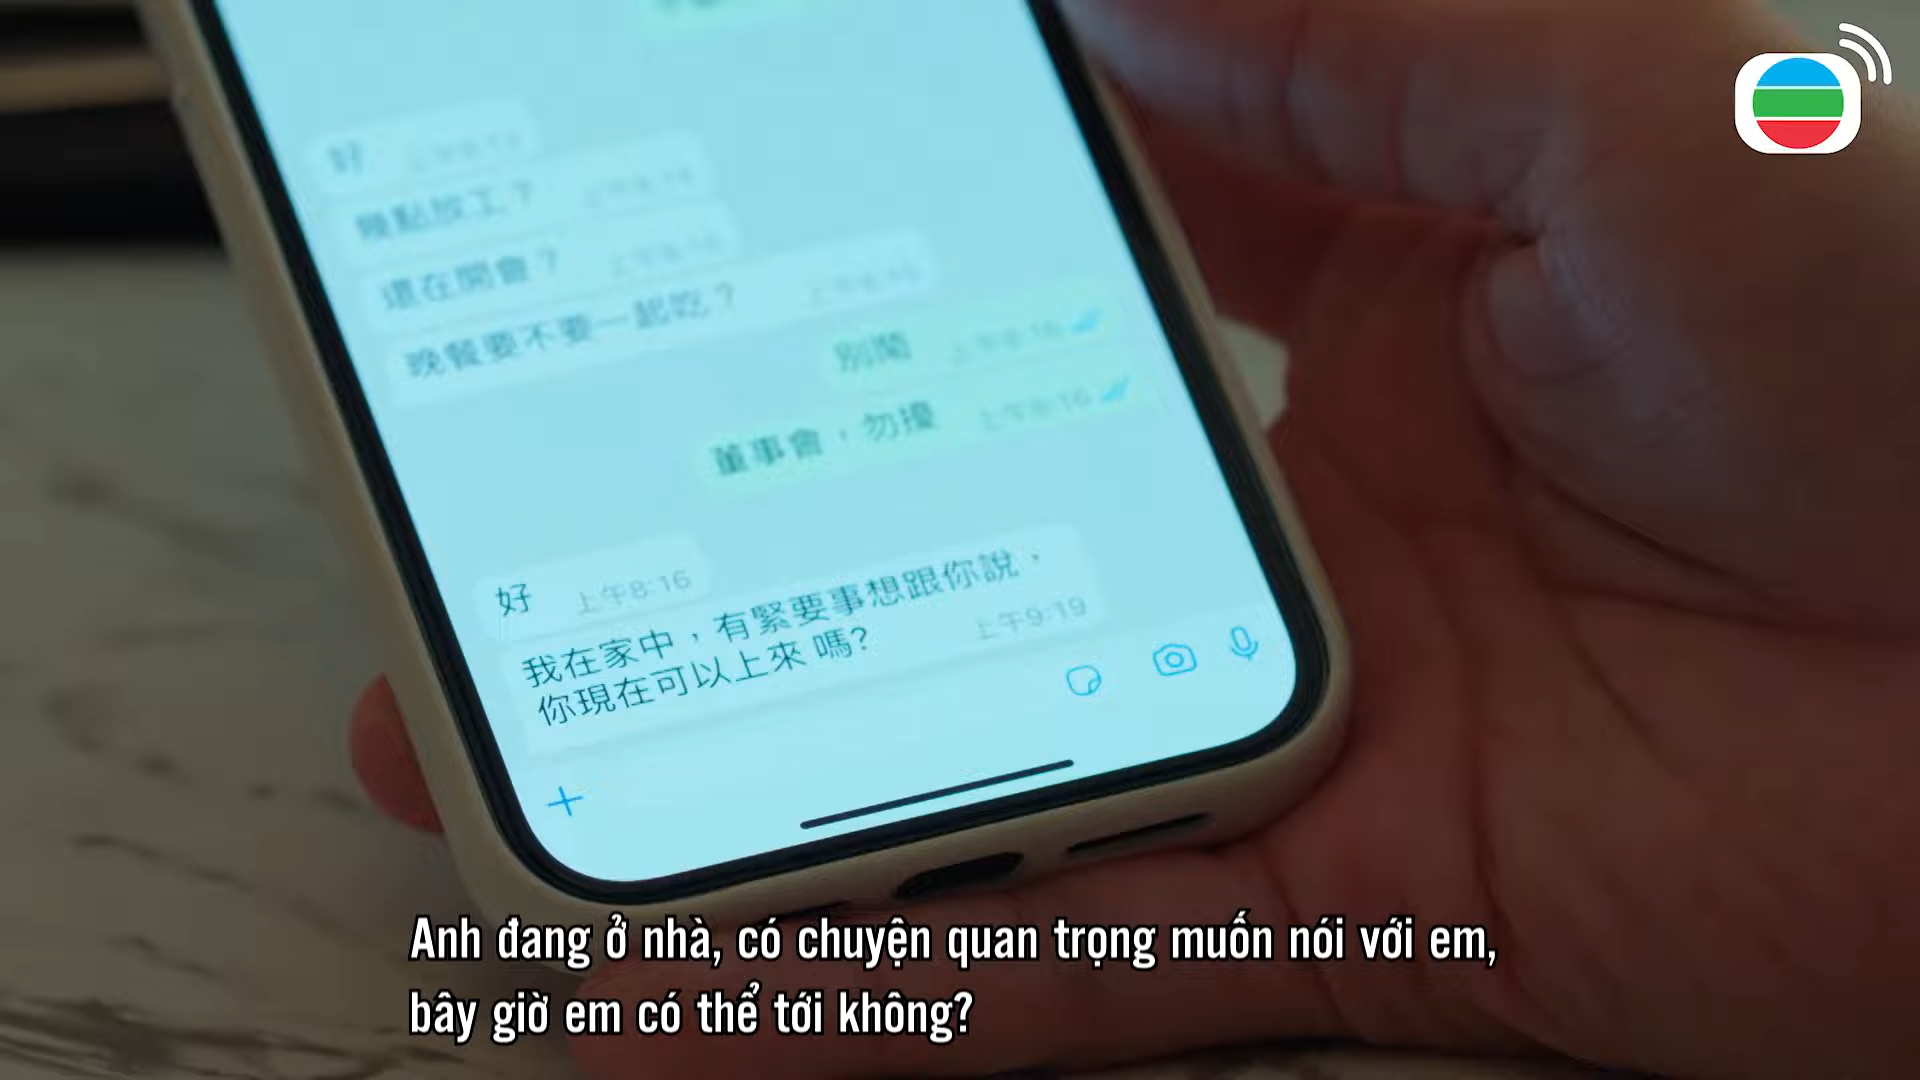 好
幾點放工？
還在開會？
晚餐要不要一起吃？
別鬧
董事會，勿擾
好 上午8:16
我在家中，有緊要事想跟你說、
你現在可以上來 嗎? 上午9:19
Anh đang ở nhà, có chuyện quan trọng muốn nói với em,
bây giờ em có thể tới không?